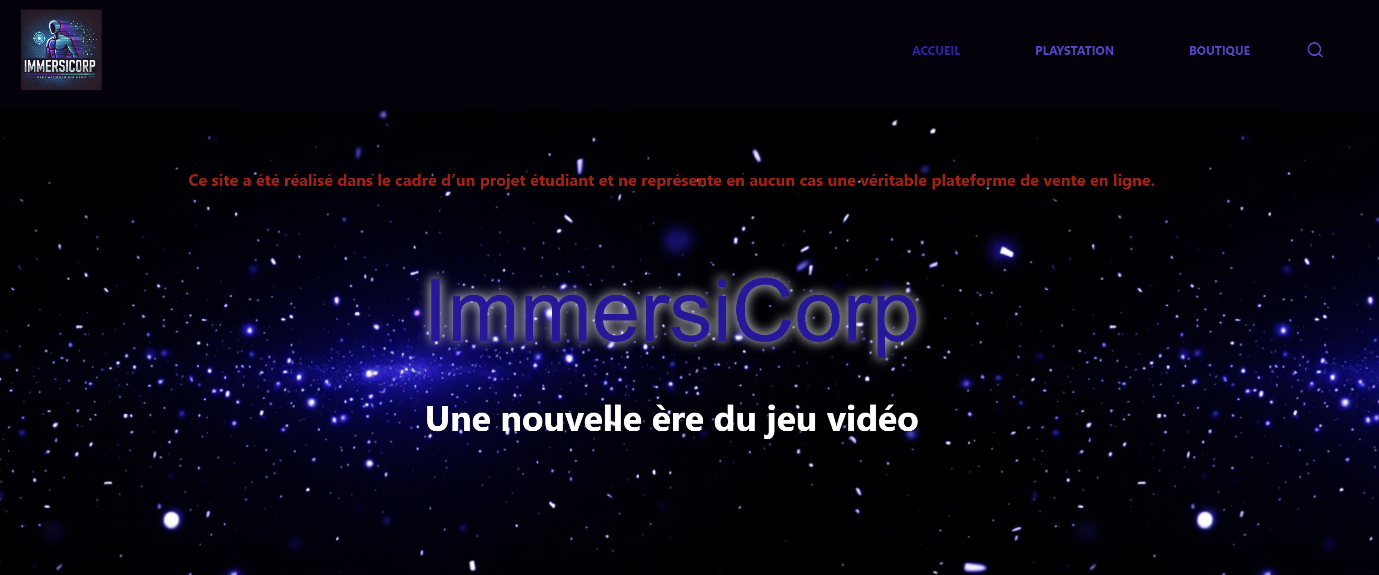 IMMERSICORP
ACCUEIL
PLAYSTATION
BOUTIQUE
Ce site a été réalisé dans le cadre d’un projet étudiant et ne représente en aucun cas une véritable plateforme de vente en ligne.
ImmersiCorp
Une nouvelle ère du jeu vidéo